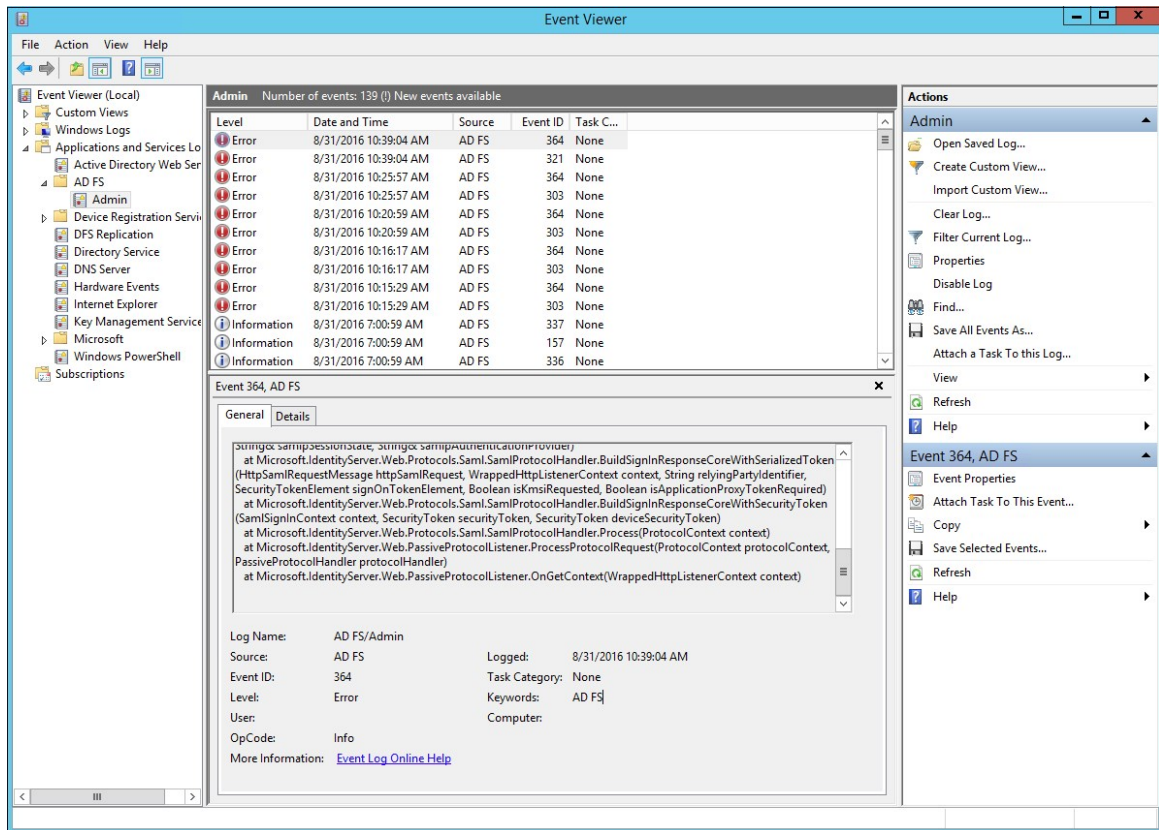 Event Viewer
File Action View Help
Event Viewer (Local)
Custom Views
Windows Logs
Applications and Services Lo
Active Directory Web Ser
AD FS
Admin
Device Registration Servi
DFS Replication
Directory Service
DNS Server
Hardware Events
Internet Explorer
Key Management Service
Microsoft
Windows PowerShell
Subscriptions
Admin Number of events: 139 (!) New events available
Level Date and Time Source Event ID Task C...
Error 8/31/2016 10:39:04 AM AD FS 364 None
Error 8/31/2016 10:39:04 AM AD FS 321 None
Error 8/31/2016 10:25:57 AM AD FS 364 None
Error 8/31/2016 10:25:57 AM AD FS 303 None
Error 8/31/2016 10:20:59 AM AD FS 364 None
Error 8/31/2016 10:20:59 AM AD FS 303 None
Error 8/31/2016 10:16:17 AM AD FS 364 None
Error 8/31/2016 10:16:17 AM AD FS 303 None
Error 8/31/2016 10:15:29 AM AD FS 364 None
Error 8/31/2016 10:15:29 AM AD FS 303 None
Information 8/31/2016 7:00:59 AM AD FS 337 None
Information 8/31/2016 7:00:59 AM AD FS 157 None
Information 8/31/2016 7:00:59 AM AD FS 336 None
Event 364, AD FS
General Details
String& samlpSessionState, String& samlpAuthenticationProvider)
at Microsoft.IdentityServer.Web.Protocols.Saml.SamlProtocolHandler.BuildSignInResponseCoreWithSerializedToken
(HttpSamlRequestMessage httpSamlRequest, WrappedHttpListenerContext context, String relyingPartyIdentifier,
SecurityTokenElement signOnTokenElement, Boolean isKmsiRequested, Boolean isApplicationProxyTokenRequired)
at Microsoft.IdentityServer.Web.Protocols.Saml.SamlProtocolHandler.BuildSignInResponseCoreWithSecurityToken
(SamlSignInContext context, SecurityToken securityToken, SecurityToken deviceSecurityToken)
at Microsoft.IdentityServer.Web.Protocols.Saml.SamlProtocolHandler.Process(ProtocolContext context)
at Microsoft.IdentityServer.Web.PassiveProtocolListener.ProcessProtocolRequest(ProtocolContext protocolContext,
PassiveProtocolHandler protocolHandler)
at Microsoft.IdentityServer.Web.PassiveProtocolListener.OnGetContext(WrappedHttpListenerContext context)
Log Name: AD FS/Admin
Source: AD FS Logged: 8/31/2016 10:39:04 AM
Event ID: 364 Task Category: None
Level: Error Keywords: AD FS
User: Computer:
OpCode: Info
More Information: Event Log Online Help
Actions
Admin
Open Saved Log...
Create Custom View...
Import Custom View...
Clear Log...
Filter Current Log...
Properties
Disable Log
Find...
Save All Events As...
Attach a Task To this Log...
View
Refresh
Help
Event 364, AD FS
Event Properties
Attach Task To This Event...
Copy
Save Selected Events...
Refresh
Help